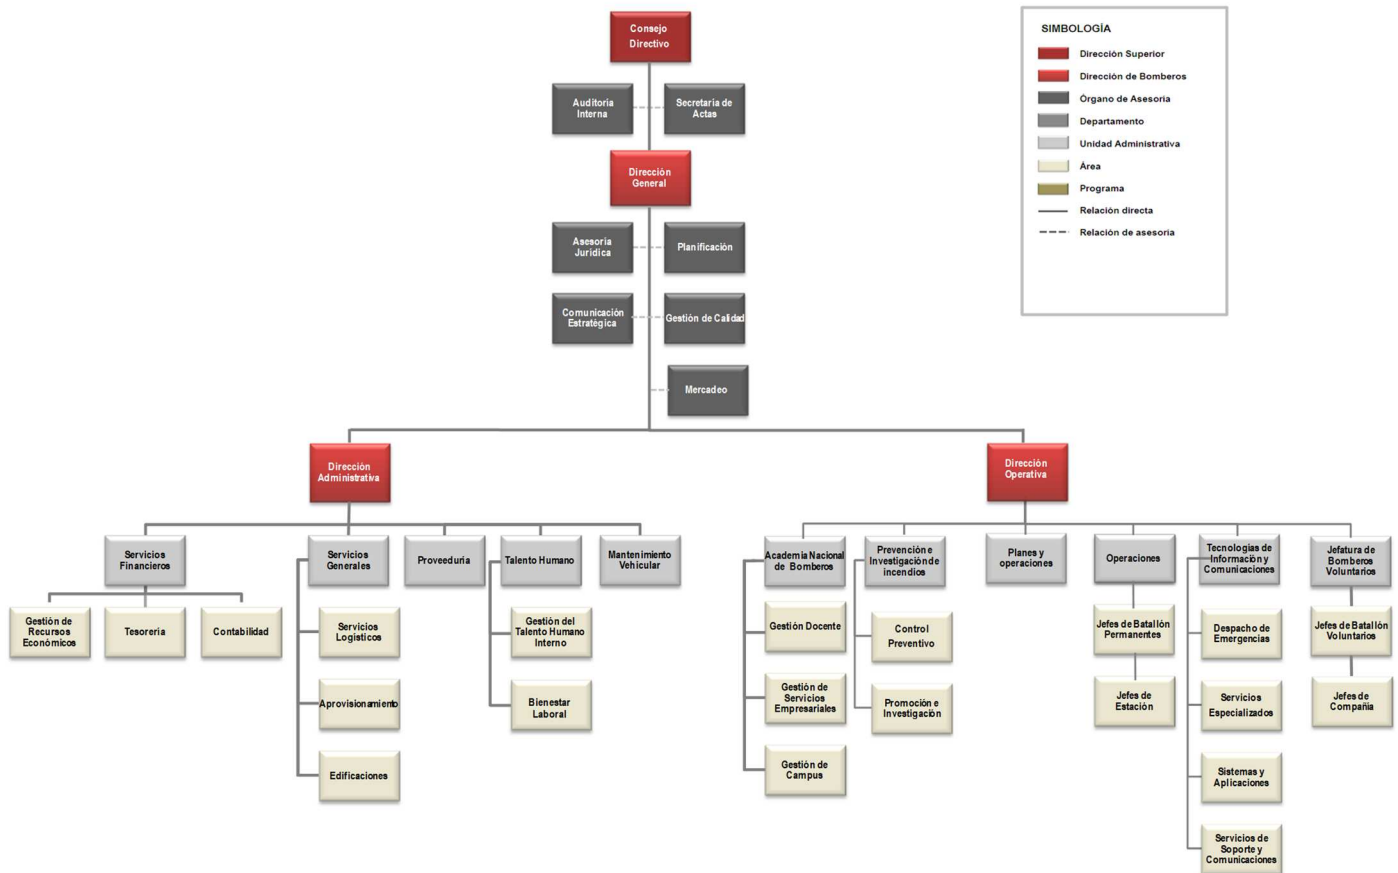 Consejo
Directivo
SIMBOLOGÍA
Dirección Superior
Dirección de Bomberos
Órgano de Asesoría
Departamento
Unidad Administrativa
Área
Programa
Relación directa
Relación de asesoría
Auditoría
Interna
Secretaría de
Actas
Dirección
General
Asesoría
Jurídica
Planificación
Comunicación
Estratégica
Gestión de Calidad
Mercadeo
Dirección
Administrativa
Dirección
Operativa
Servicios
Financieros
Servicios
Generales
Proveeduría
Talento Humano
Mantenimiento
Vehicular
Academia Nacional
de Bomberos
Prevención e
Investigación de
incendios
Planes y
operaciones
Operaciones
Tecnologías de
Información y
Comunicaciones
Jefatura de
Bomberos
Voluntarios
Gestión de
Recursos
Económicos
Tesorería
Contabilidad
Servicios
Logísticos
Aprovisionamiento
Edificaciones
Gestión del
Talento Humano
Interno
Bienestar
Laboral
Gestión Docente
Gestión de
Servicios
Empresariales
Gestión de
Campus
Control
Preventivo
Promoción e
Investigación
Jefes de Batallón
Permanentes
Jefes de
Estación
Despacho de
Emergencias
Servicios
Especializados
Sistemas y
Aplicaciones
Servicios de
Soporte y
Comunicaciones
Jefes de Batallón
Voluntarios
Jefes de
Compañía